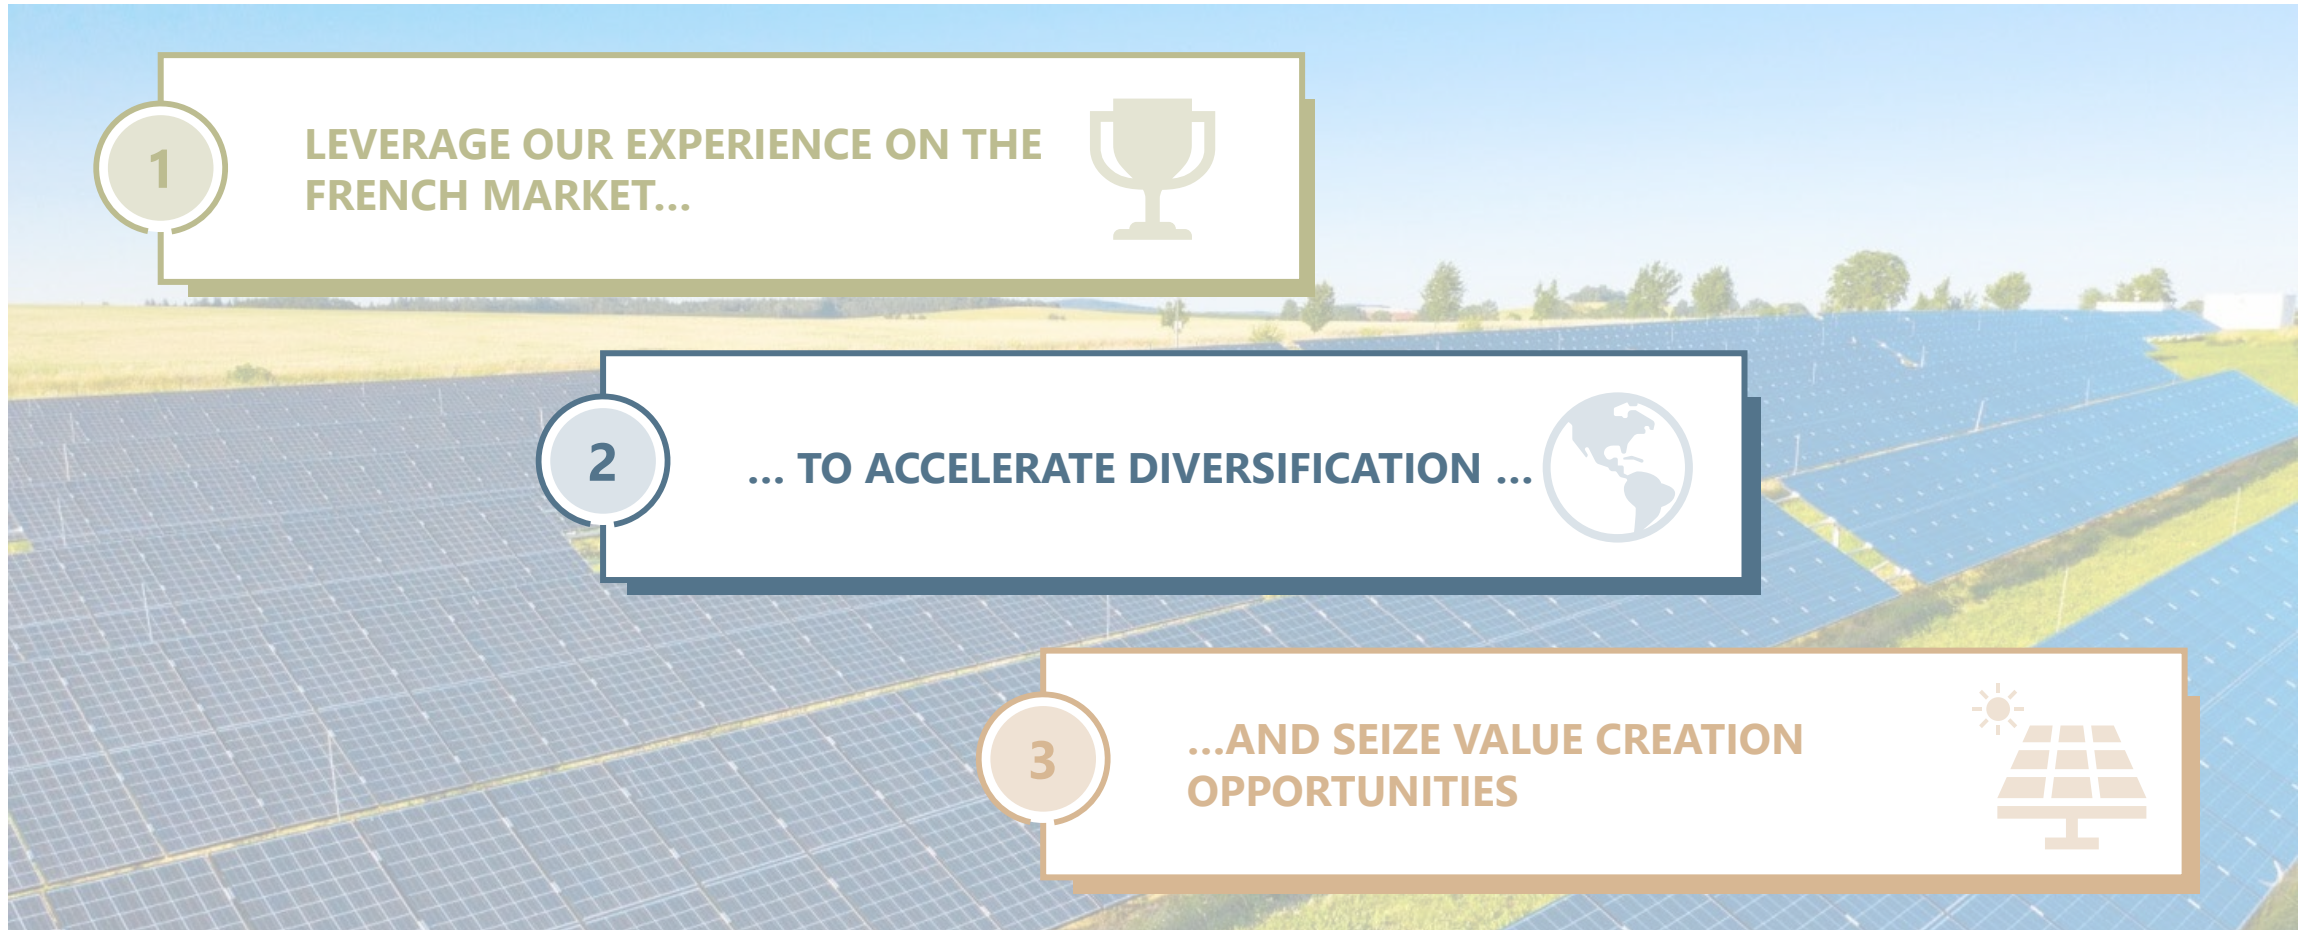 1
LEVERAGE OUR EXPERIENCE ON THE
FRENCH MARKET...
2
... TO ACCELERATE DIVERSIFICATION ...
3
...AND SEIZE VALUE CREATION
OPPORTUNITIES